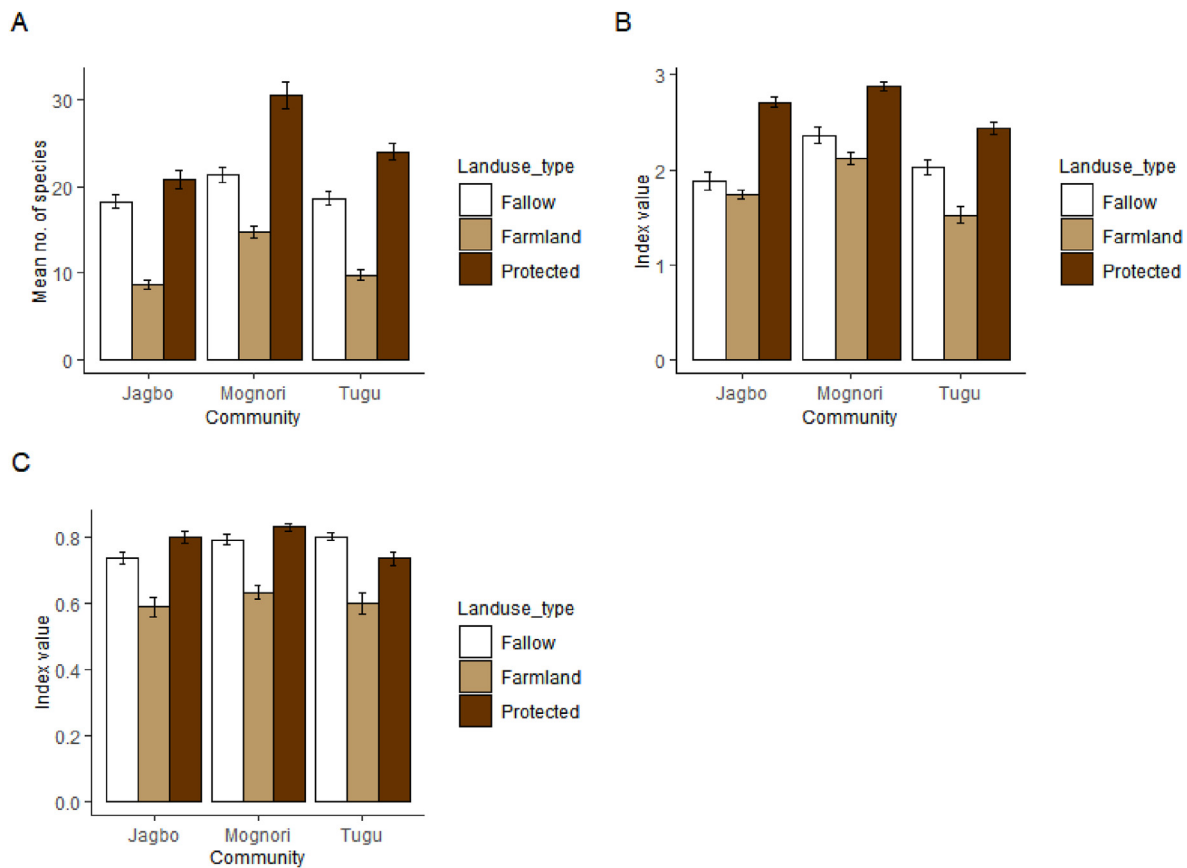 A
Mean no. of species
30
20
10
0
Jagbo Mognori Tugu
Community
Landuse_type
Fallow
Farmland
Protected
B
Index value
3
2
1
0
Jagbo Mognori Tugu
Community
Landuse_type
Fallow
Farmland
Protected
C
Index value
0.8
0.6
0.4
0.2
0.0
Jagbo Mognori Tugu
Community
Landuse_type
Fallow
Farmland
Protected